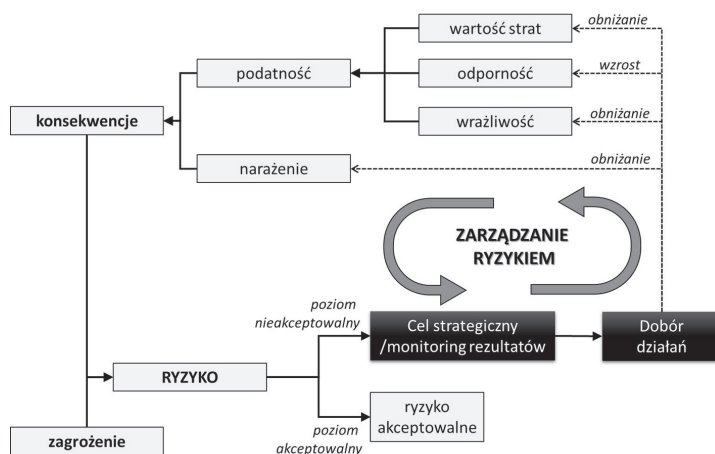 obniżanie
wartość strat
wzrost
podatność
odporność
obniżanie
konsekwencje
wrażliwość
obniżanie
narażenie
ZARZĄDZANIE
RYZYKIEM
poziom
nieakceptowalny
Cel strategiczny
/monitoring rezultatów
Dobór
działań
RYZYKO
ryzyko
akceptowalne
poziom
akceptowalny
zagrożenie